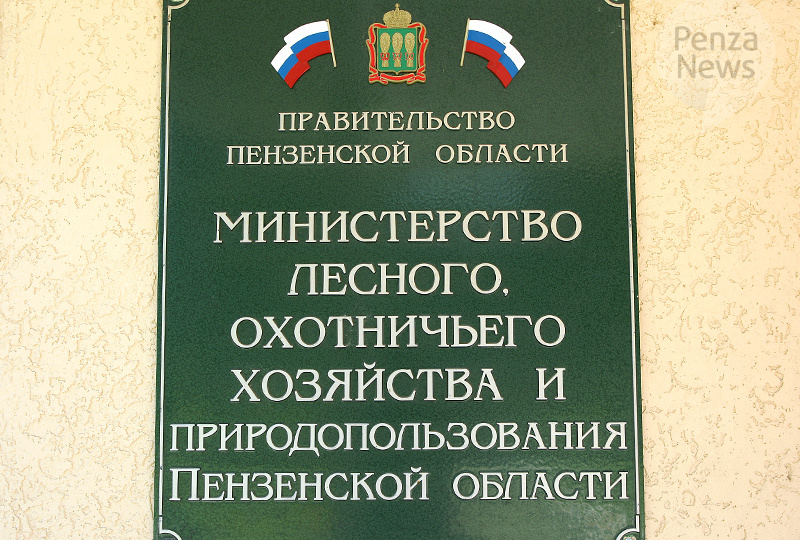 Penza
News
ПРАВИТЕЛЬСТВО
ПЕНЗЕНСКОЙ ОБЛАСТИ
МИНИСТЕРСТВО
ЛЕСНОГО,
ОХОТНИЧЬЕГО
ХОЗЯЙСТВА И
ПРИРОДОПОЛЬЗОВАНИЯ
ПЕНЗЕНСКОЙ ОБЛАСТИ